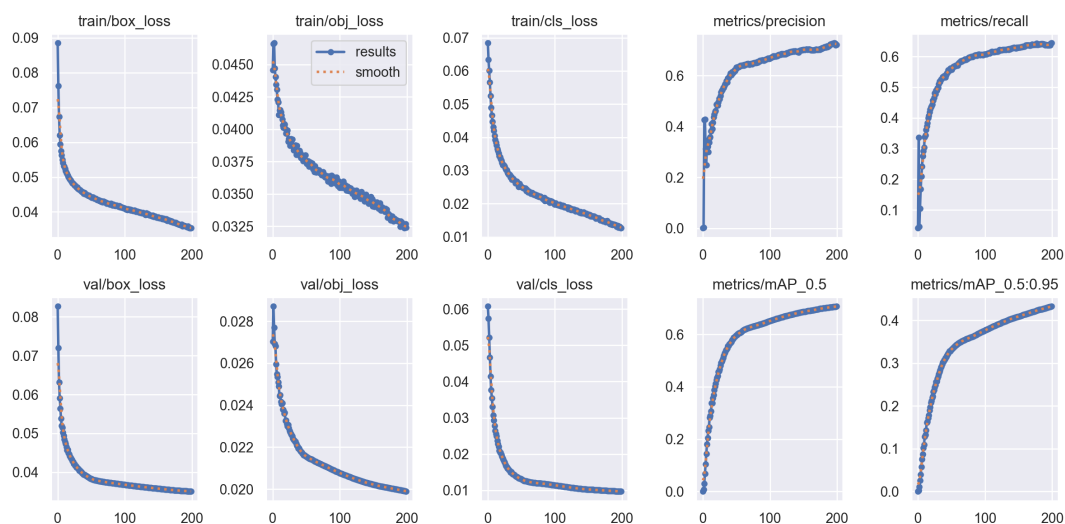 train/box_loss
0.09
0.08
0.07
0.06
0.05
0.04
0 100 200
train/obj_loss
results
smooth
0.0450
0.0425
0.0400
0.0375
0.0350
0.0325
0 100 200
train/cls_loss
0.07
0.06
0.05
0.04
0.03
0.02
0.01
0 100 200
metrics/precision
0.6
0.4
0.2
0.0
0 100 200
metrics/recall
0.6
0.5
0.4
0.3
0.2
0.1
0 100 200
val/box_loss
0.08
0.07
0.06
0.05
0.04
0 100 200
val/obj_loss
0.028
0.026
0.024
0.022
0.020
0 100 200
val/cls_loss
0.06
0.05
0.04
0.03
0.02
0.01
0 100 200
metrics/mAP_0.5
0.6
0.4
0.2
0.0
0 100 200
metrics/mAP_0.5:0.95
0.4
0.3
0.2
0.1
0.0
0 100 200